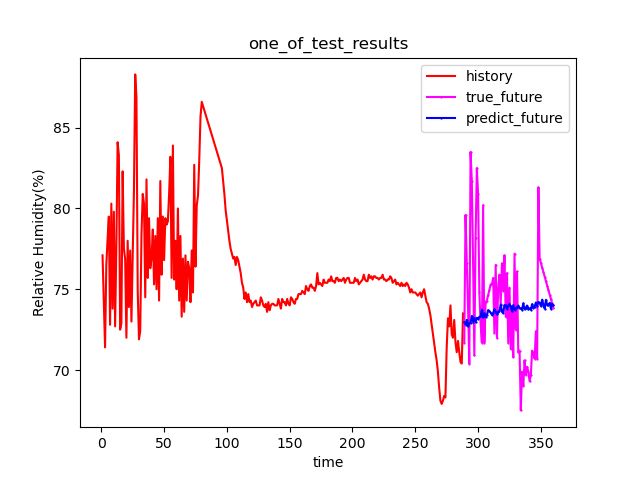 one_of_test_results
history
true_future
predict_future
Relative Humidity(%)
85
80
75
70
0 50 100 150 200 250 300 350
time